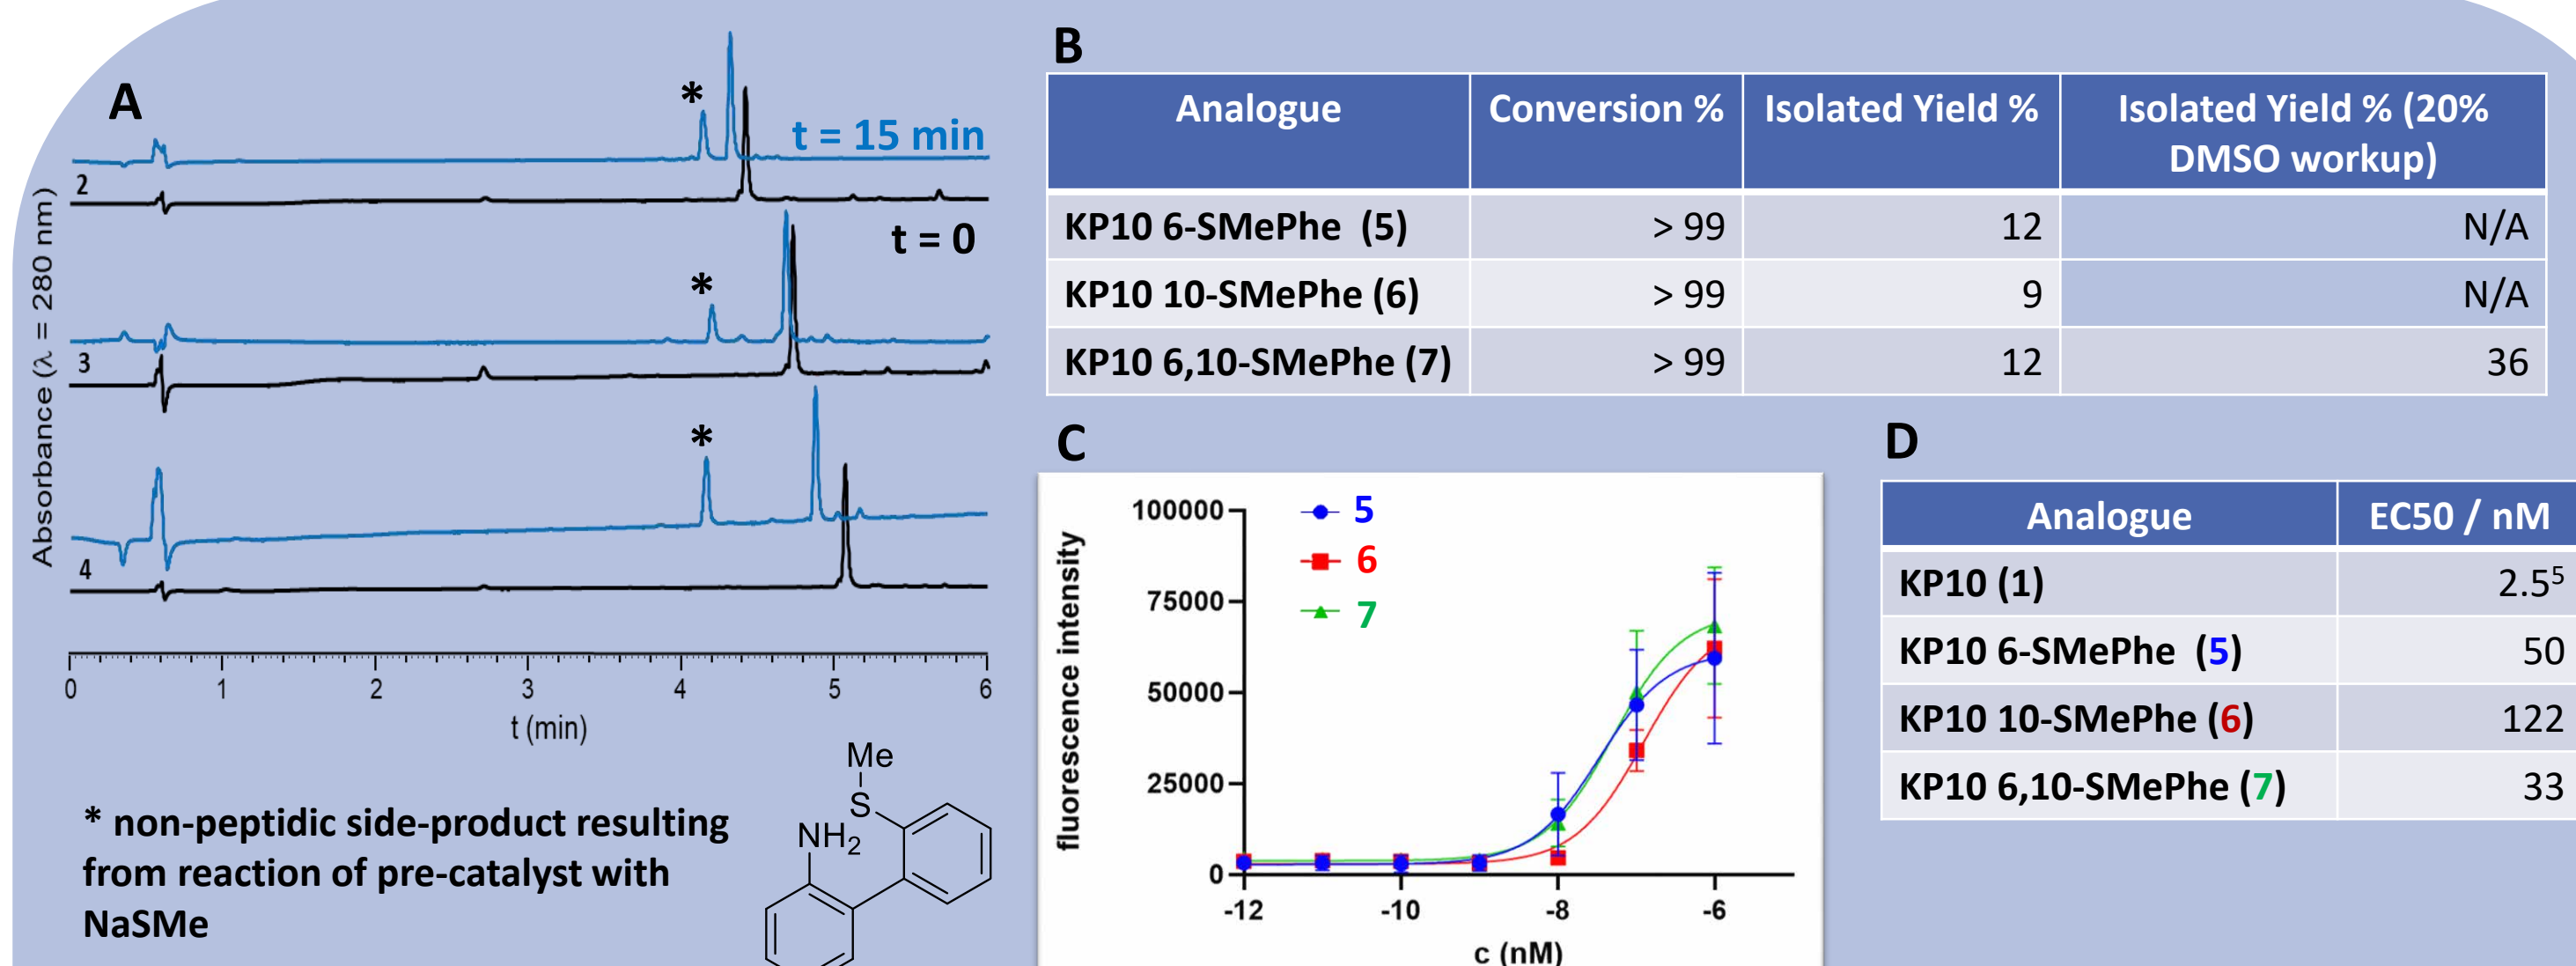 A
*
t = 15 min
2
t = 0
*
3
*
4
Absorbance (λ = 280 nm)
0 1 2 3 4 5 6
t (min)
* non-peptidic side-product resulting
from reaction of pre-catalyst with
NaSMe
Me
S
NH₂
B
Analogue Conversion % Isolated Yield % Isolated Yield % (20%
DMSO workup)
KP10 6-SMePhe (5) > 99 12 N/A
KP10 10-SMePhe (6) > 99 9 N/A
KP10 6,10-SMePhe (7) > 99 12 36
C
fluorescence intensity
100000
75000
50000
25000
0
5
6
7
-12 -10 -8 -6
c (nM)
D
Analogue EC50 / nM
KP10 (1) 2.5⁵
KP10 6-SMePhe (5) 50
KP10 10-SMePhe (6) 122
KP10 6,10-SMePhe (7) 33